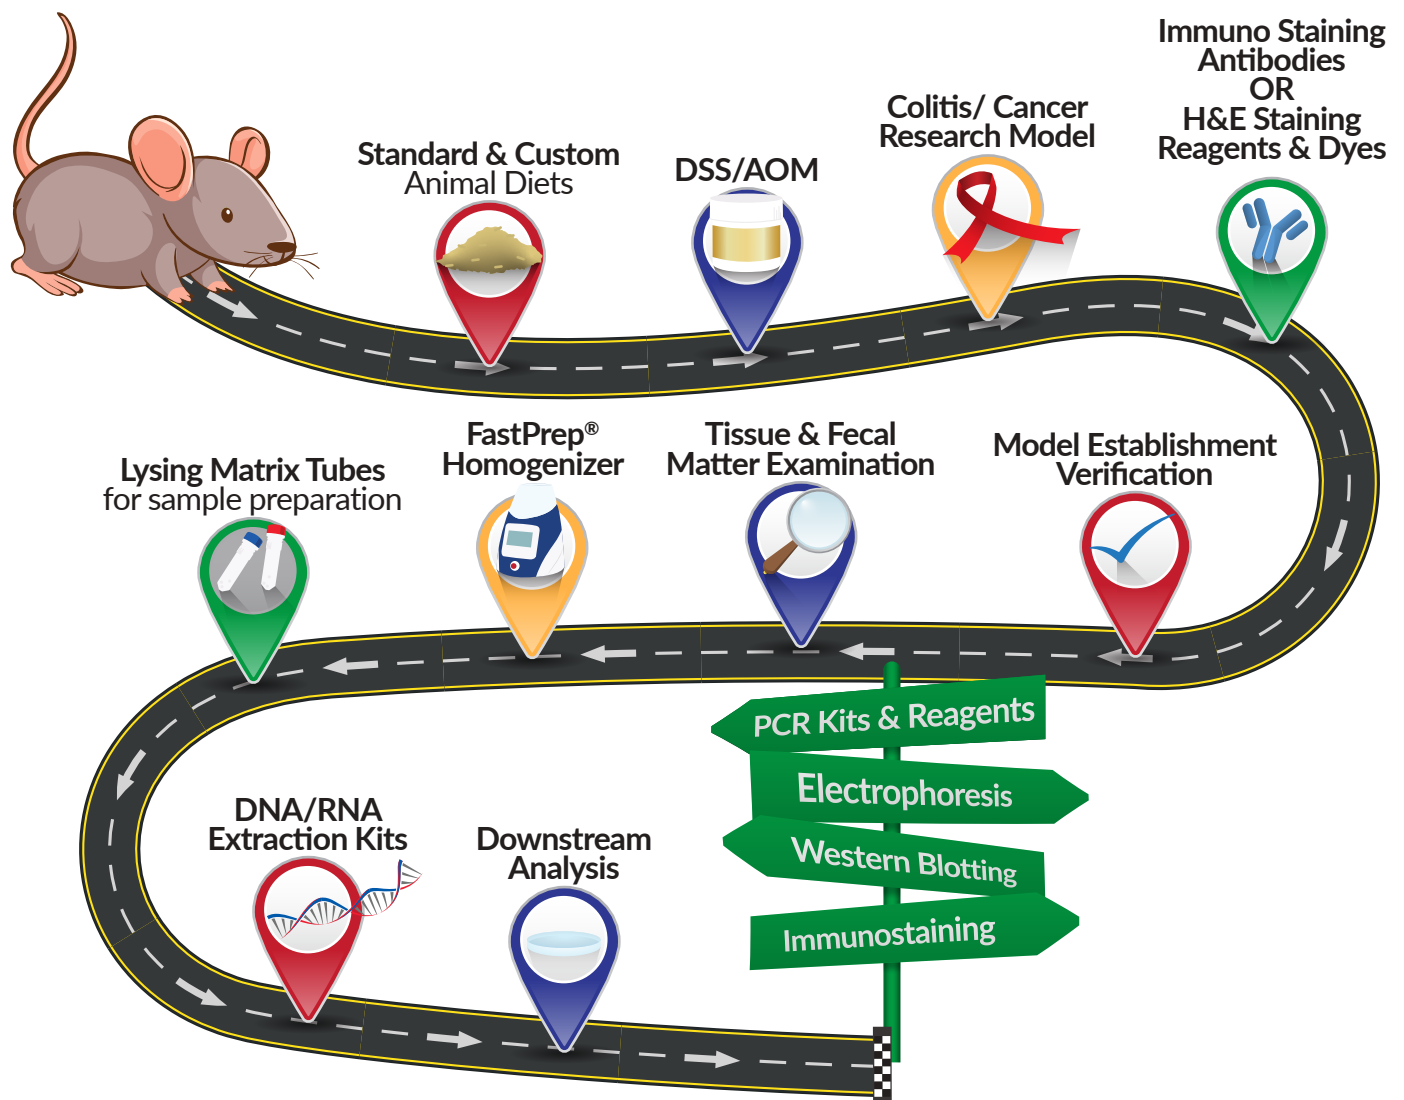 Immuno Staining
Antibodies
OR
H&E Staining
Reagents & Dyes
Colitis/ Cancer
Research Model
DSS/AOM
Standard & Custom
Animal Diets
Model Establishment
Verification
Tissue & Fecal
Matter Examination
FastPrep®
Homogenizer
Lysing Matrix Tubes
for sample preparation
DNA/RNA
Extraction Kits
Downstream
Analysis
PCR Kits & Reagents
Electrophoresis
Western Blotting
Immunostaining